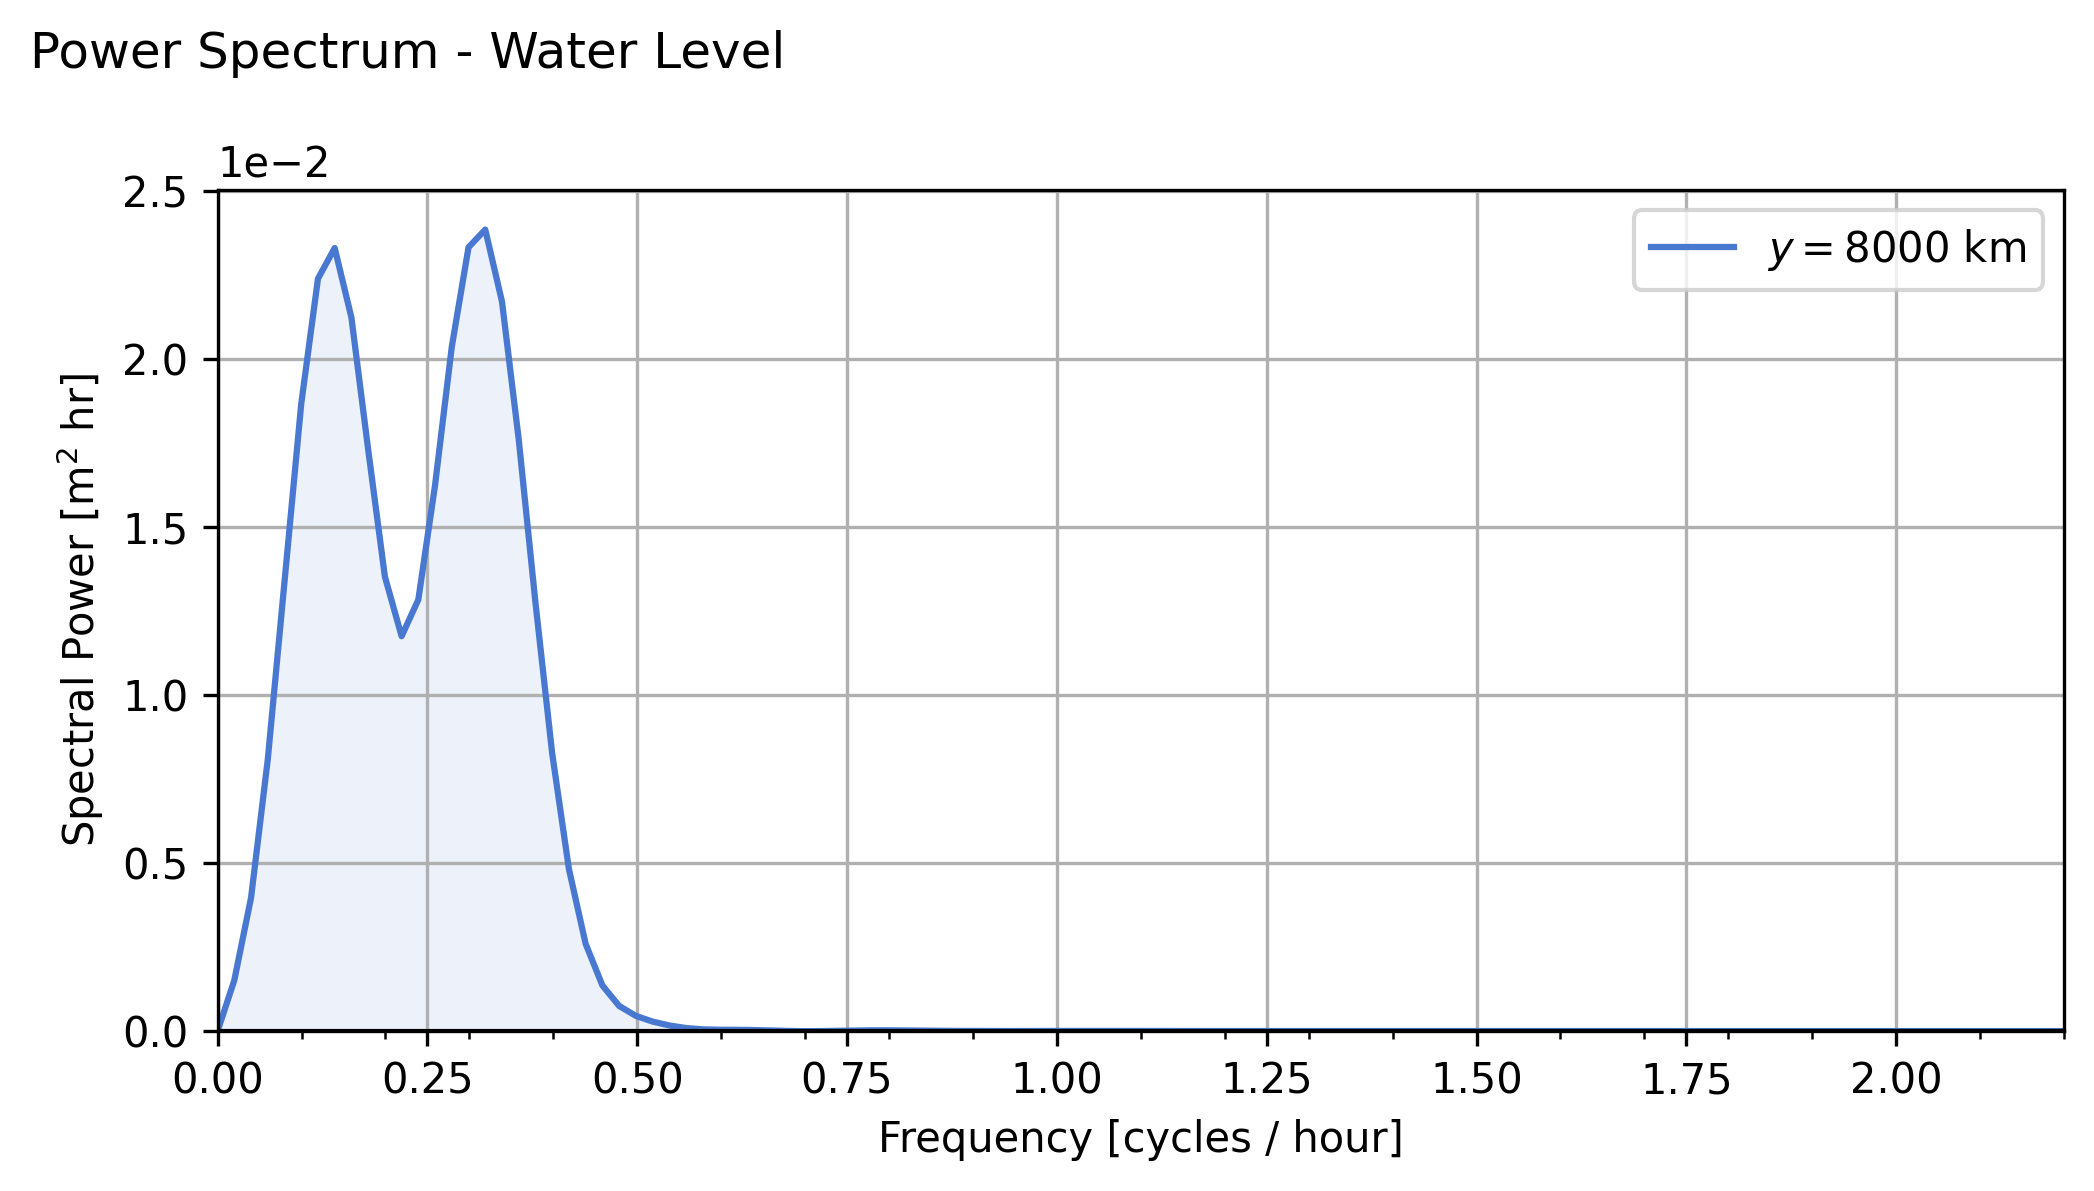 Power Spectrum - Water Level
1e−2
2.5
2.0
1.5
1.0
0.5
0.0
Spectral Power [m² hr]
y = 8000 km
0.00 0.25 0.50 0.75 1.00 1.25 1.50 1.75 2.00
Frequency [cycles / hour]